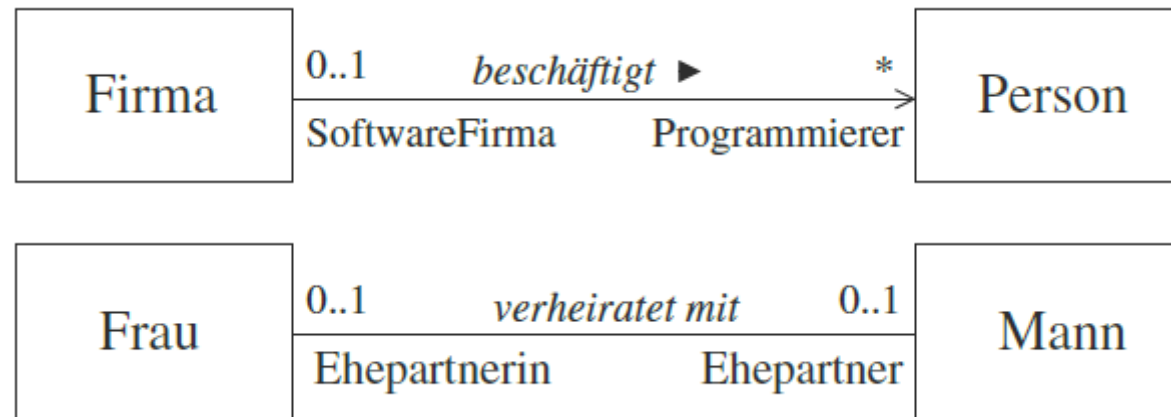 0..1 beschäftigt ► *
Firma Person
SoftwareFirma Programmierer
0..1 verheiratet mit 0..1
Frau Mann
Ehepartnerin Ehepartner